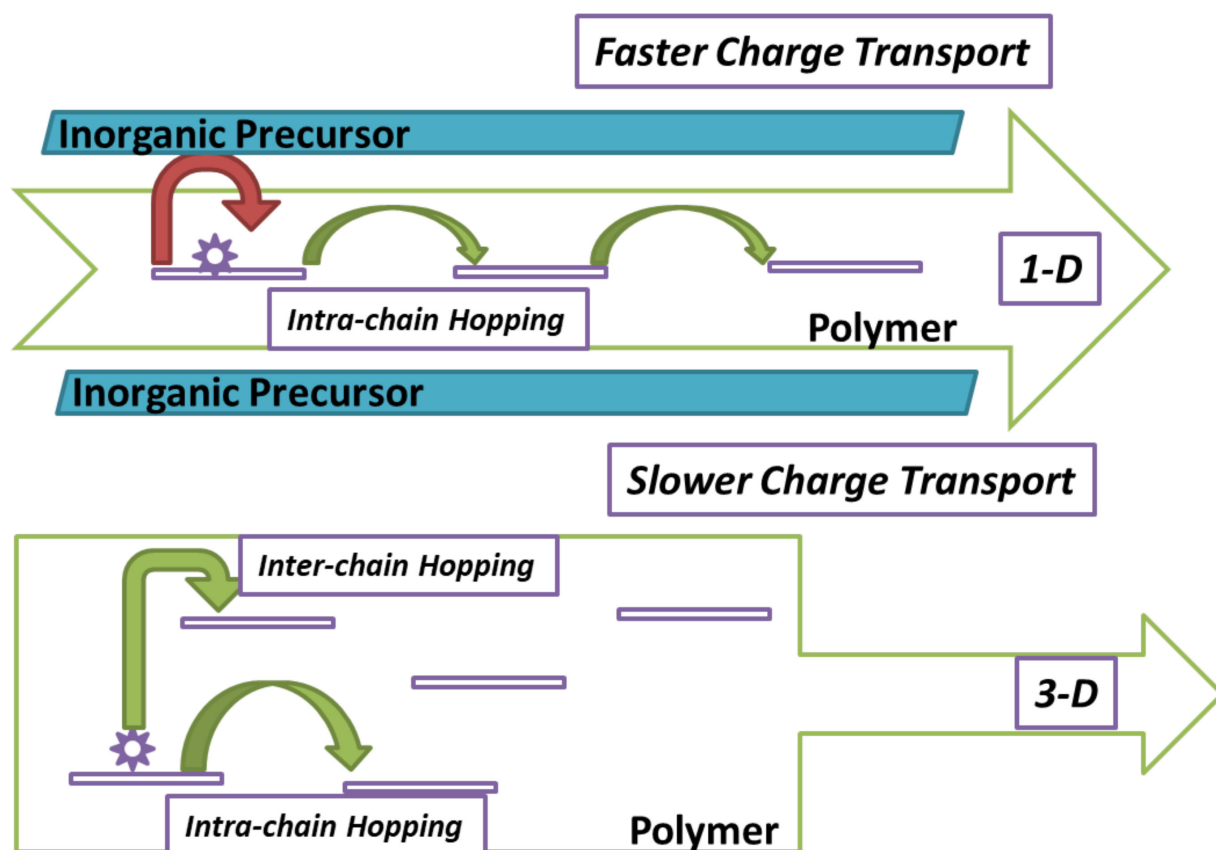 Faster Charge Transport
Inorganic Precursor
1-D
Intra-chain Hopping
Polymer
Inorganic Precursor
Slower Charge Transport
Inter-chain Hopping
3-D
Intra-chain Hopping
Polymer